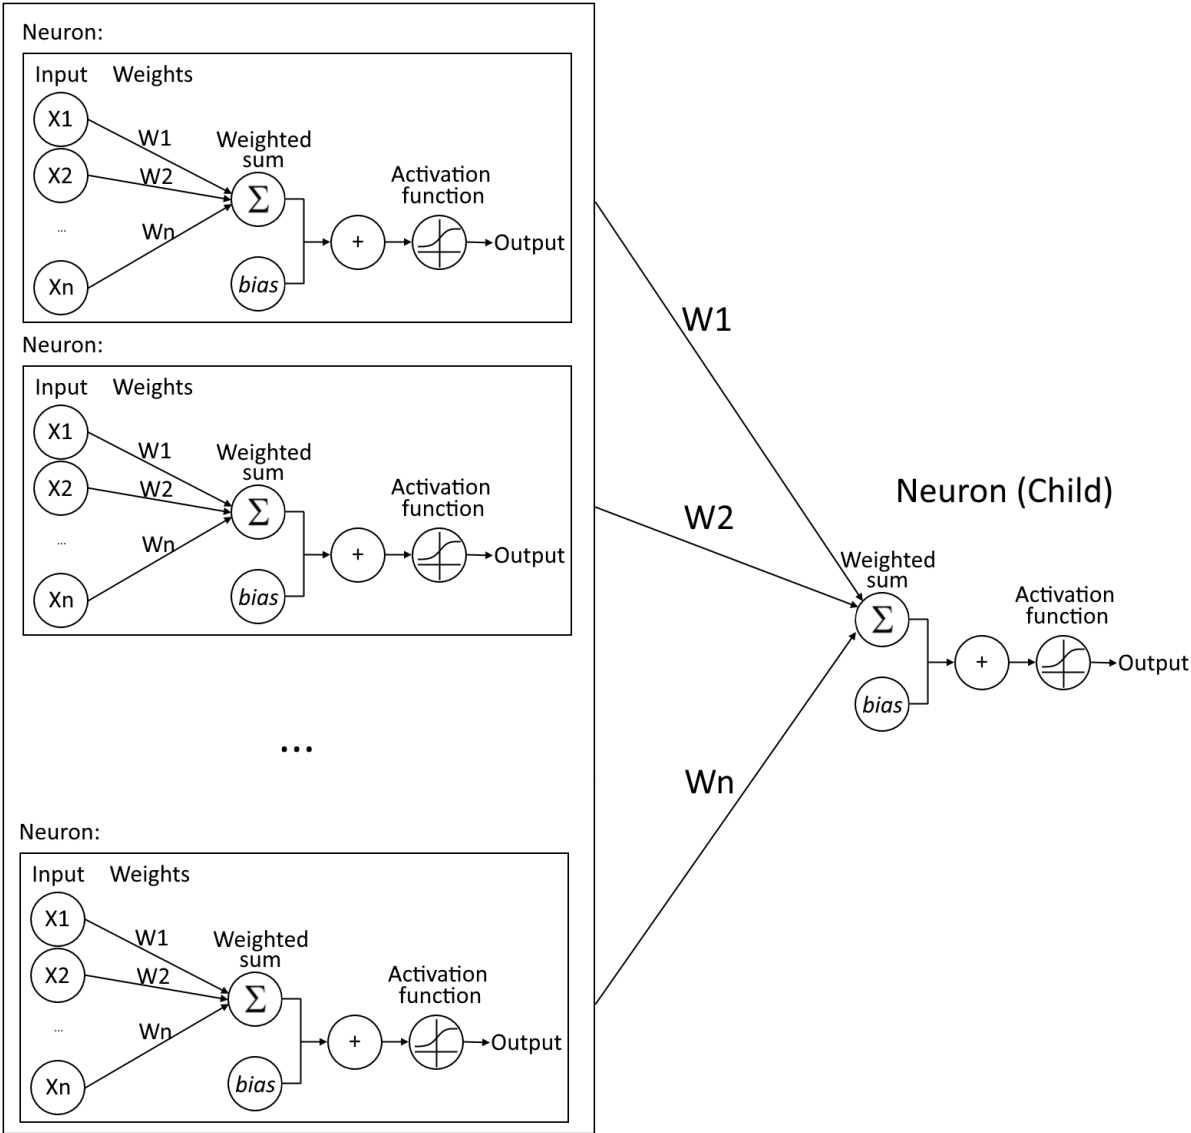 Neuron:
Input Weights
X1
W1
Weighted
sum
X2
W2
Σ
Activation
function
...
Wn
+
Output
Xn
bias
Neuron:
Input Weights
X1
W1
Weighted
sum
X2
W2
Σ
Activation
function
...
Wn
+
Output
Xn
bias
...
Neuron:
Input Weights
X1
W1
Weighted
sum
X2
W2
Σ
Activation
function
...
Wn
+
Output
Xn
bias
W1
W2
Wn
Neuron (Child)
Weighted
sum
Σ
Activation
function
+
Output
bias